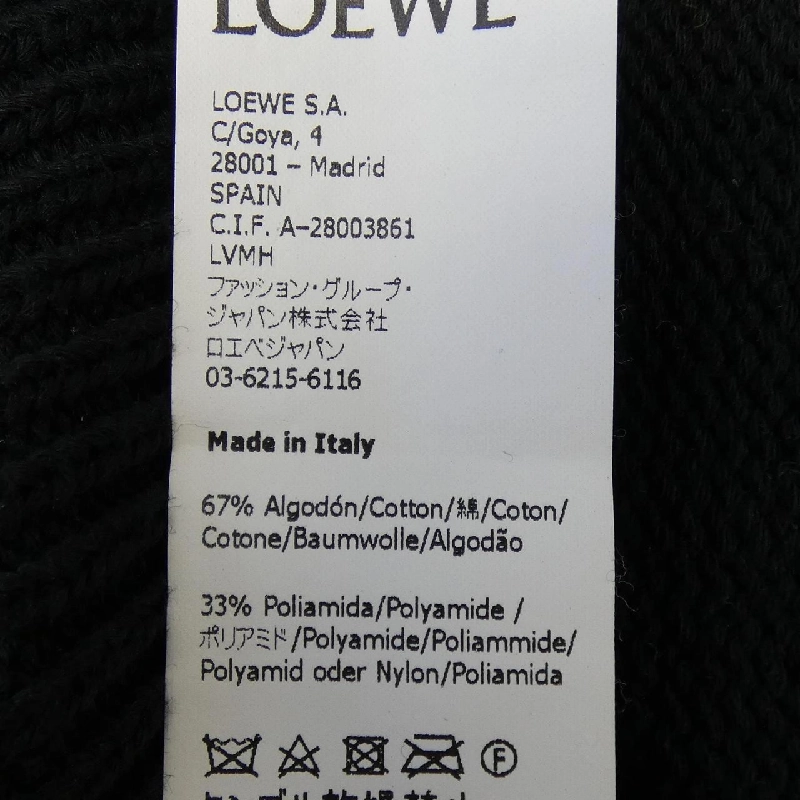 LOEWE
LOEWE S.A.
C/Goya, 4
28001 – Madrid
SPAIN
C.I.F. A-28003861
LVMH
ファッション・グループ・
ジャパン株式会社
ロエベジャパン
03-6215-6116
Made in Italy
67% Algodón/Cotton/綿/Coton/
Cotone/Baumwolle/Algodão
33% Poliamida/Polyamide /
ポリアミド/Polyamide/Poliammide/
Polyamid oder Nylon/Poliamida
F